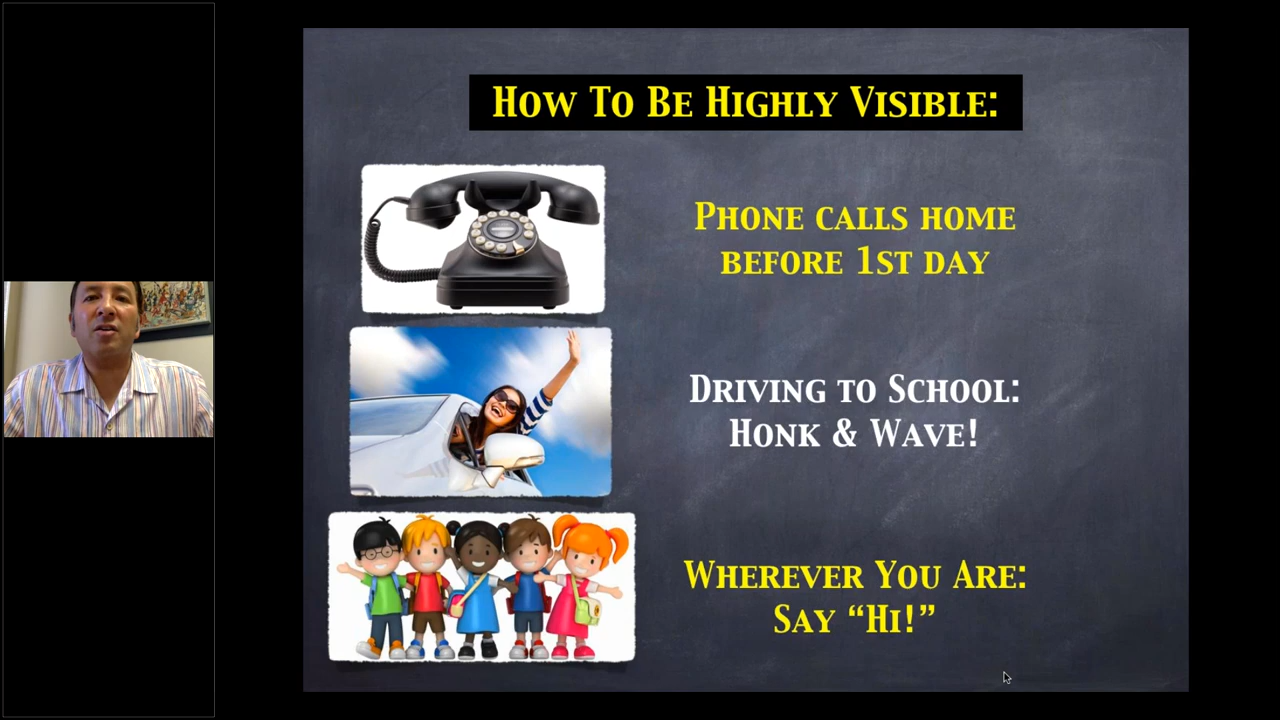 How To Be Highly Visible:
Phone calls home
before 1st day
Driving to School:
Honk & Wave!
Wherever You Are:
Say “Hi!”